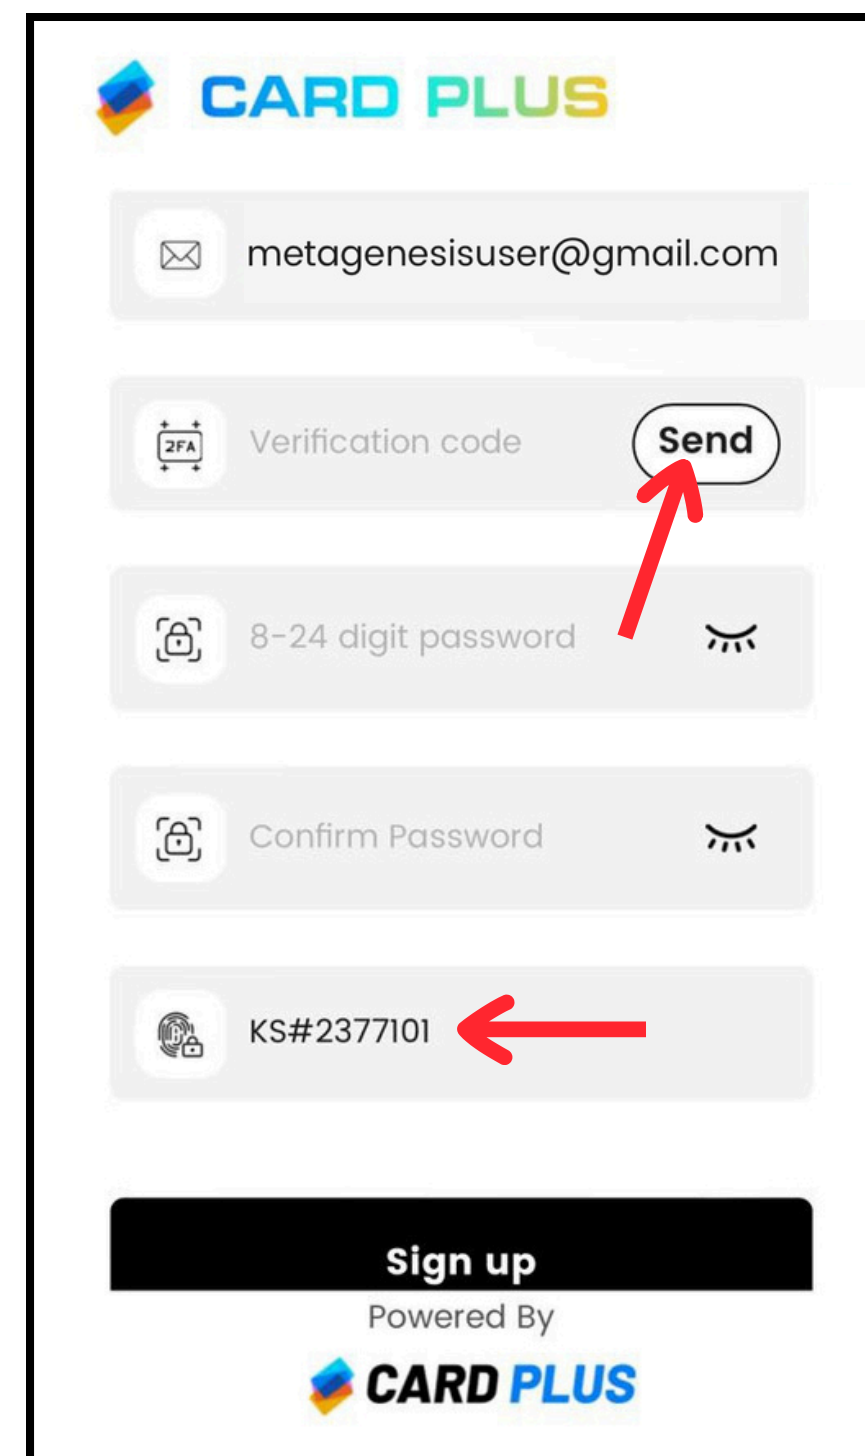 CARD PLUS
metagenesisuser@gmail.com
2FA
Verification code
Send
8-24 digit password
Confirm Password
KS#2377101
Sign up
Powered By
CARD PLUS